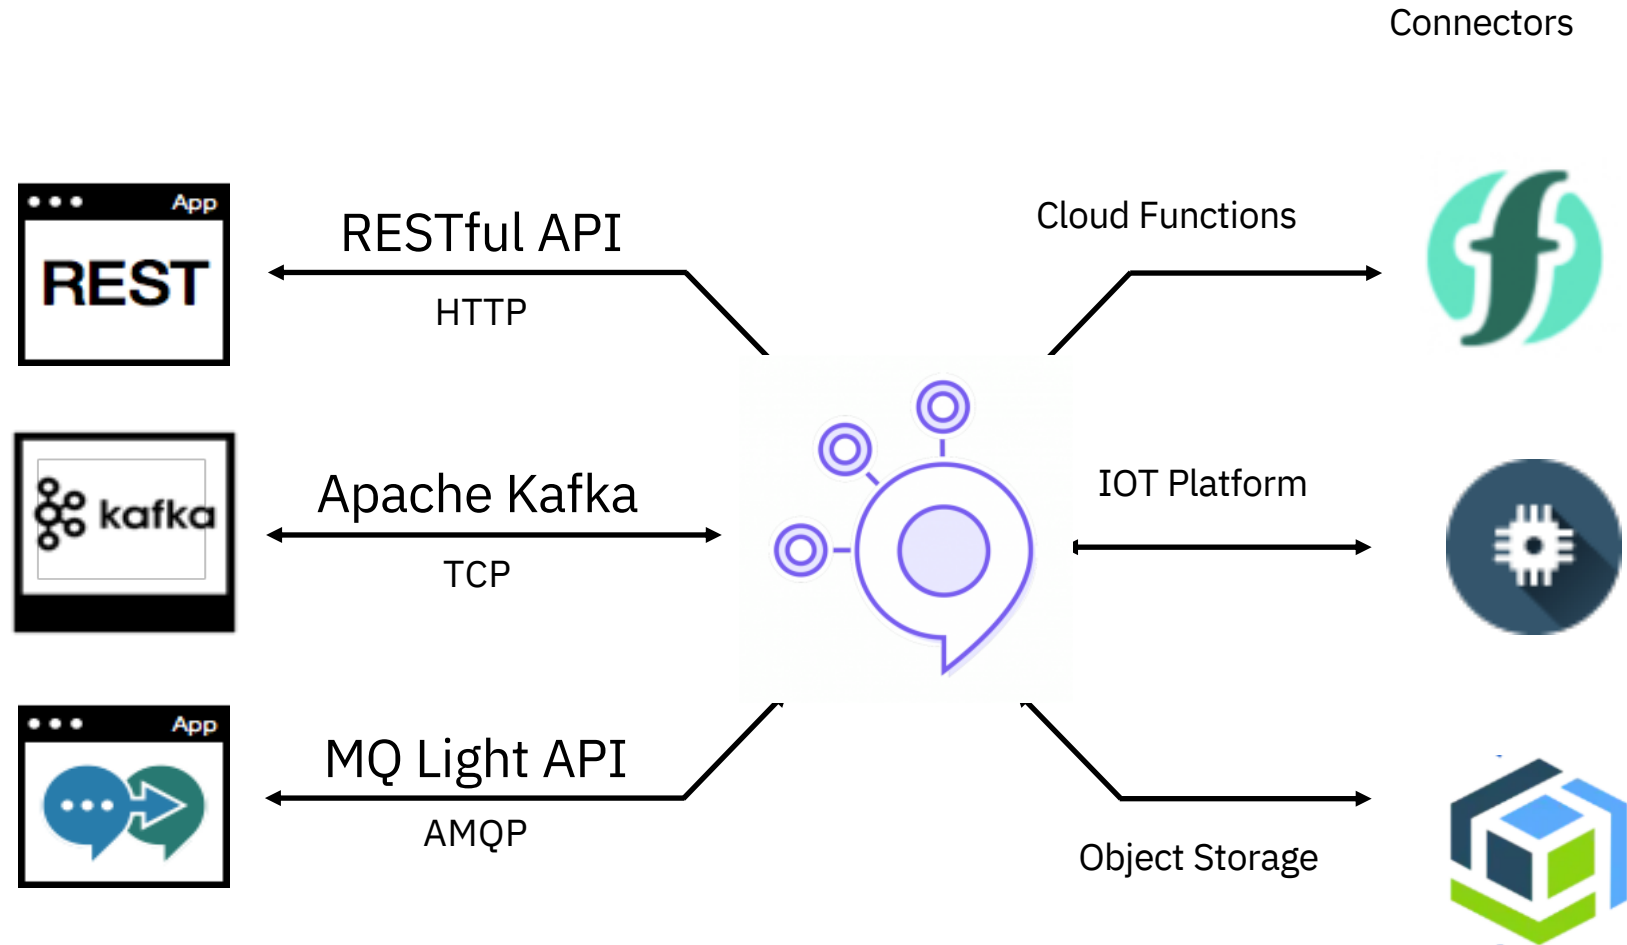 Connectors
App
REST
RESTful API
HTTP
Cloud Functions
kafka
Apache Kafka
TCP
IOT Platform
App
MQ Light API
AMQP
Object Storage